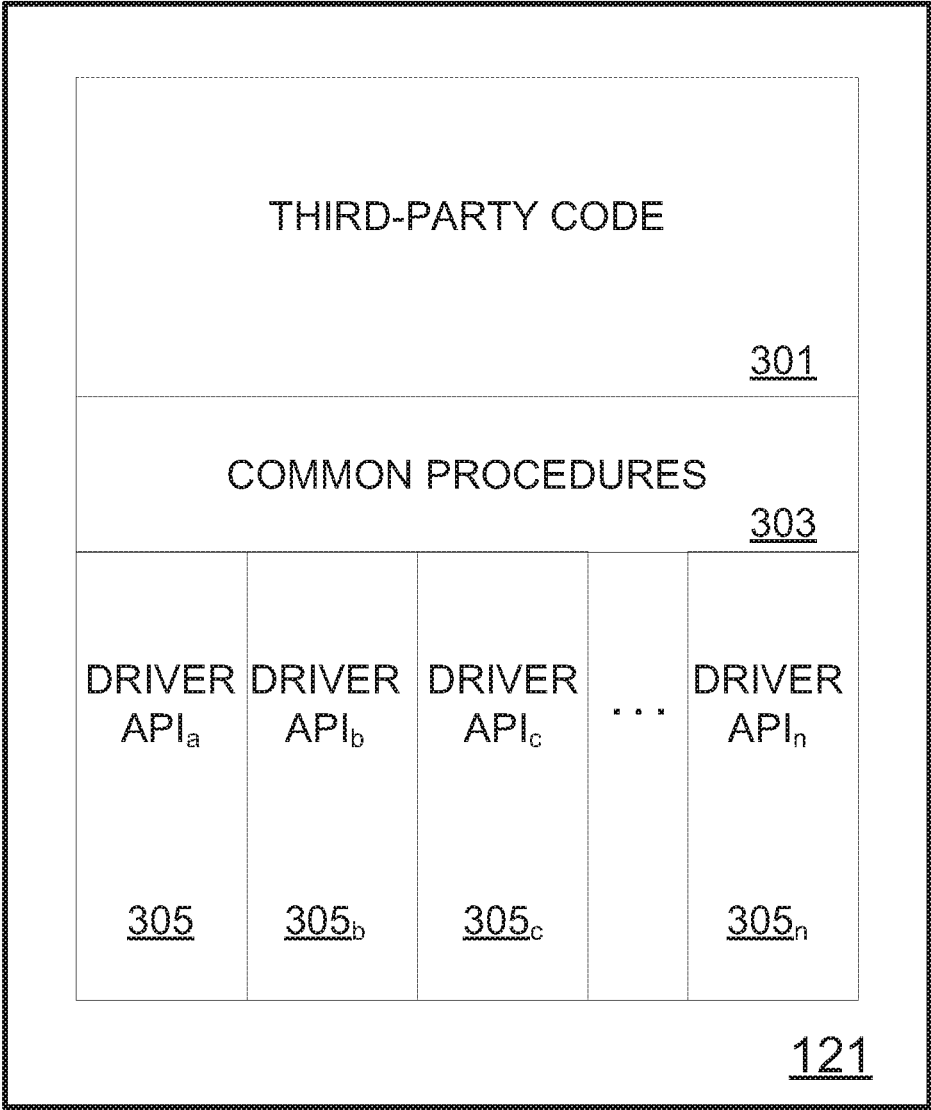 THIRD-PARTY CODE
301
COMMON PROCEDURES
303
DRIVER APIa
DRIVER APIb
DRIVER APIc
. . .
DRIVER APIn
305
305b
305c
305n
121